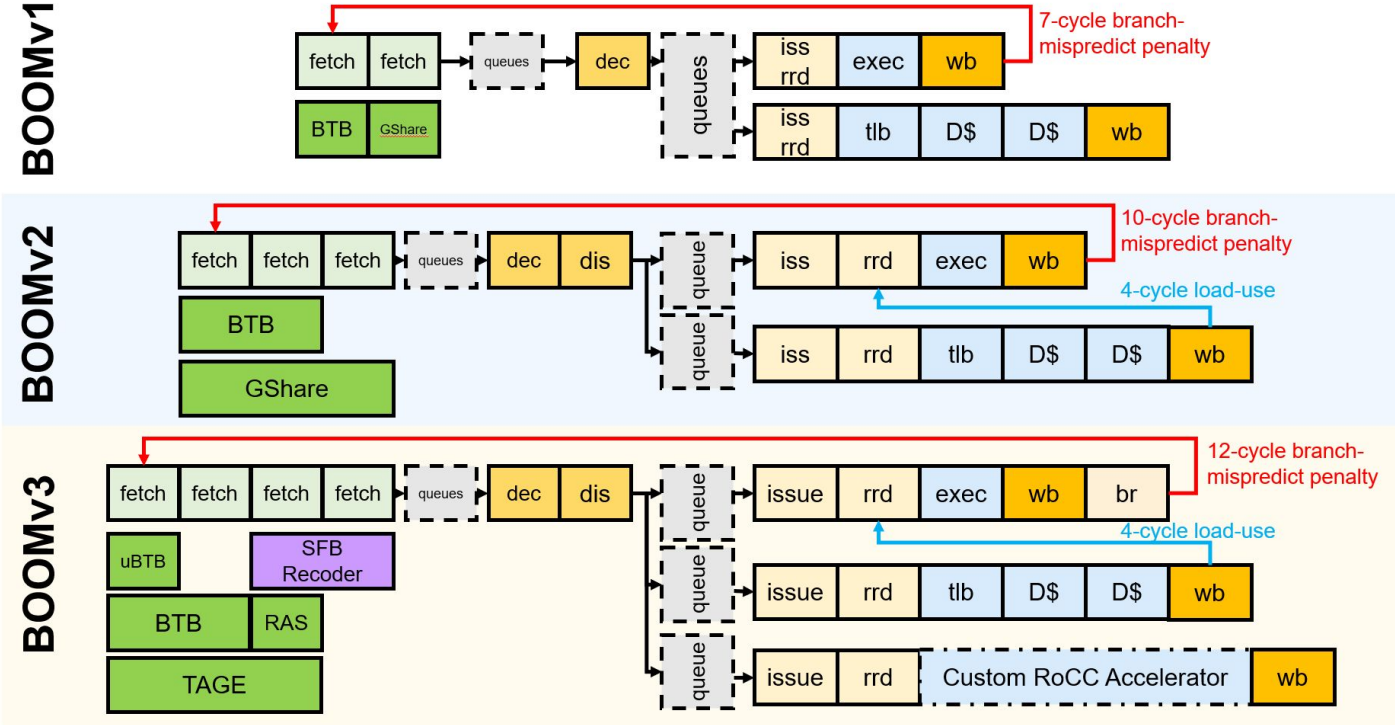 BOOMv1
7-cycle branch-
mispredict penalty
fetch fetch queues dec queues iss rrd exec wb
BTB GShare iss rrd tlb D$ D$ wb
BOOMv2
10-cycle branch-
mispredict penalty
fetch fetch fetch queues dec dis queue iss rrd exec wb
4-cycle load-use
BTB
queue iss rrd tlb D$ D$ wb
GShare
BOOMv3
12-cycle branch-
mispredict penalty
fetch fetch fetch fetch queues dec dis queue issue rrd exec wb br
4-cycle load-use
uBTB SFB
Recoder
queue issue rrd tlb D$ D$ wb
BTB RAS
TAGE
queue issue rrd Custom RoCC Accelerator wb